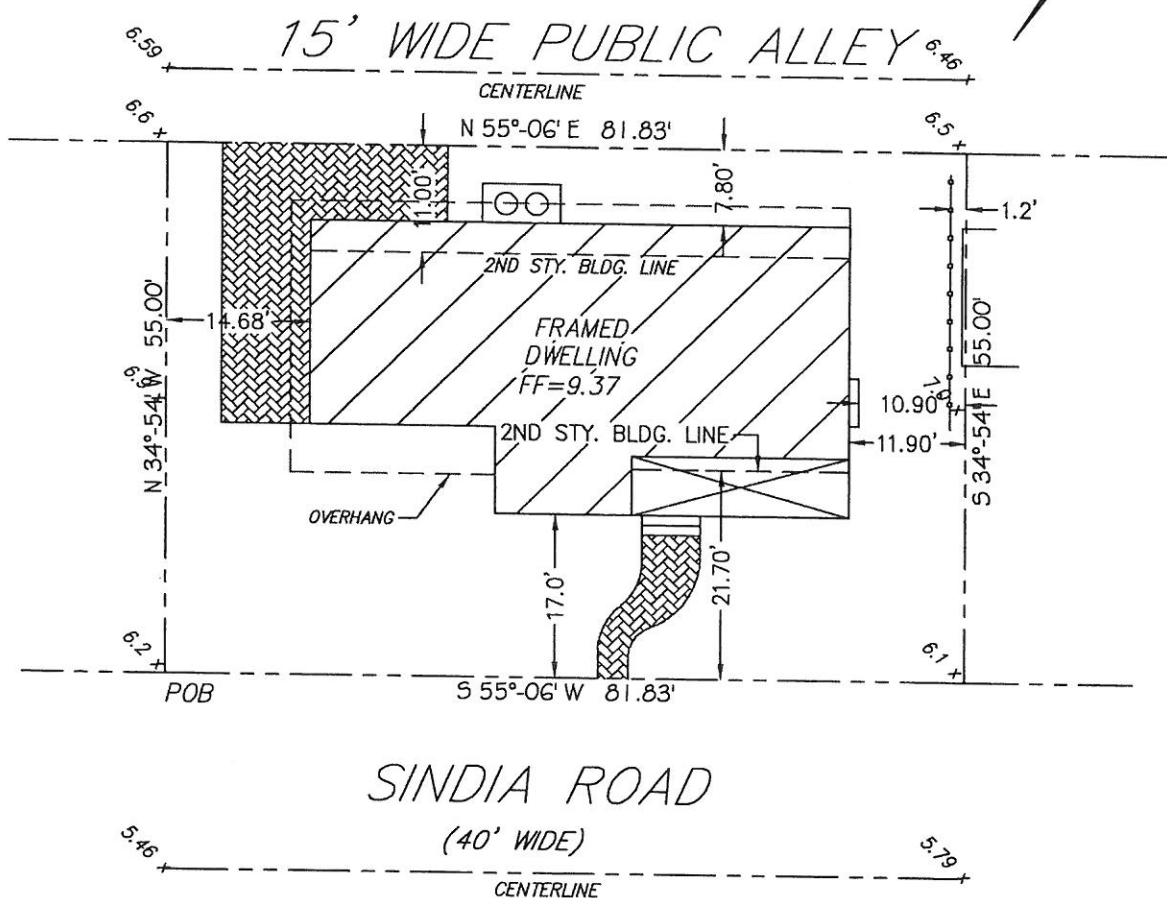 6.59
15' WIDE PUBLIC ALLEY
6.46
CENTERLINE
6.6
N 55°-06' E 81.83'
6.5
11.00'
7.80'
1.2'
2ND STY. BLDG. LINE
14.68'
N 34°-54' W 55.00'
6.9
FRAMED
DWELLING
FF=9.37
S 34°-54' E 55.00'
7.0
10.90'
2ND STY. BLDG. LINE
11.90'
OVERHANG
17.0'
21.70'
6.2
6.1
POB
S 55°-06' W 81.83'
SINDIA ROAD
(40' WIDE)
5.46
5.79
CENTERLINE